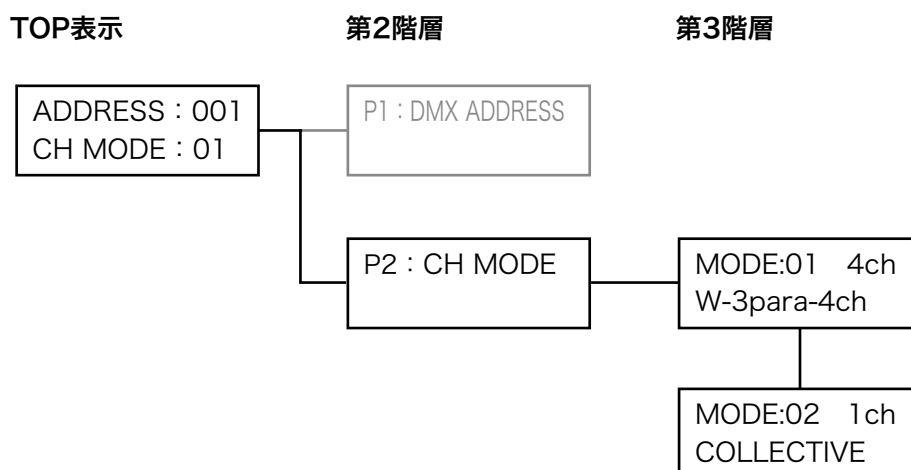 TOP表示
第2階層
第3階層
ADDRESS：001
CH MODE：01
P1：DMX ADDRESS
P2：CH MODE
MODE:01 4ch
W-3para-4ch
MODE:02 1ch
COLLECTIVE